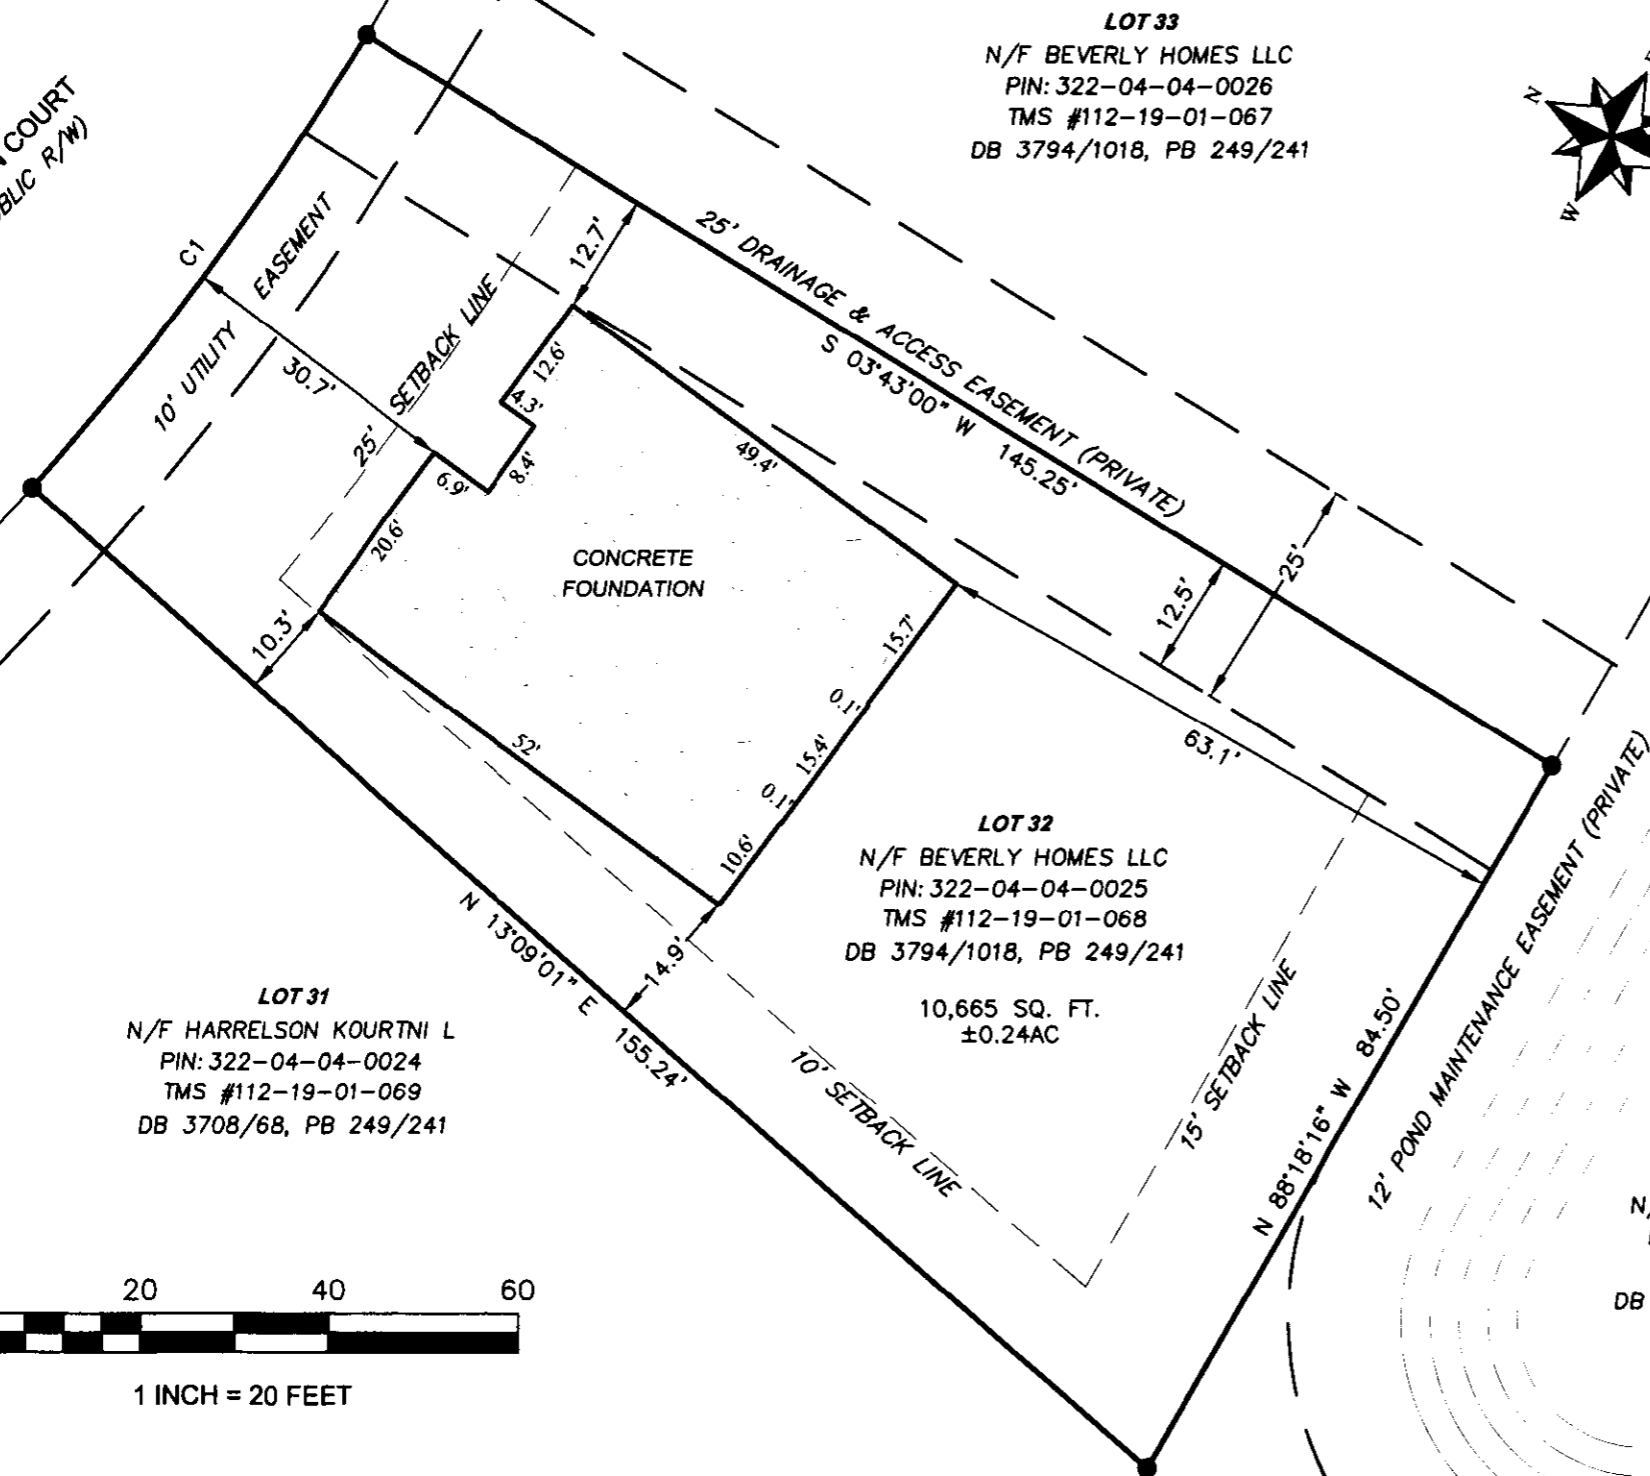 LOT 33
N/F BEVERLY HOMES LLC
PIN: 322-04-04-0026
TMS #112-19-01-067
DB 3794/1018, PB 249/241
N
W
COURT
R/W)
C1
10' UTILITY EASEMENT
30.7'
25' SETBACK LINE
12.7'
25' DRAINAGE & ACCESS EASEMENT (PRIVATE)
S 03°43'00" W 145.25'
12.6'
4.3'
8.4'
6.9'
20.6'
49.4'
CONCRETE
FOUNDATION
10.3'
52'
15.7'
0.1'
15.4'
0.1'
10.6'
12.5'
25'
63.1'
14.9'
LOT 32
N/F BEVERLY HOMES LLC
PIN: 322-04-04-0025
TMS #112-19-01-068
DB 3794/1018, PB 249/241
10,665 SQ. FT.
±0.24AC
N 13°09'01" E 155.24'
10' SETBACK LINE
15' SETBACK LINE
N 88°18'16" W 84.50'
12' POND MAINTENANCE EASEMENT (PRIVATE)
LOT 31
N/F HARRELSON KOURTNI L
PIN: 322-04-04-0024
TMS #112-19-01-069
DB 3708/68, PB 249/241
DB
20 40 60
1 INCH = 20 FEET